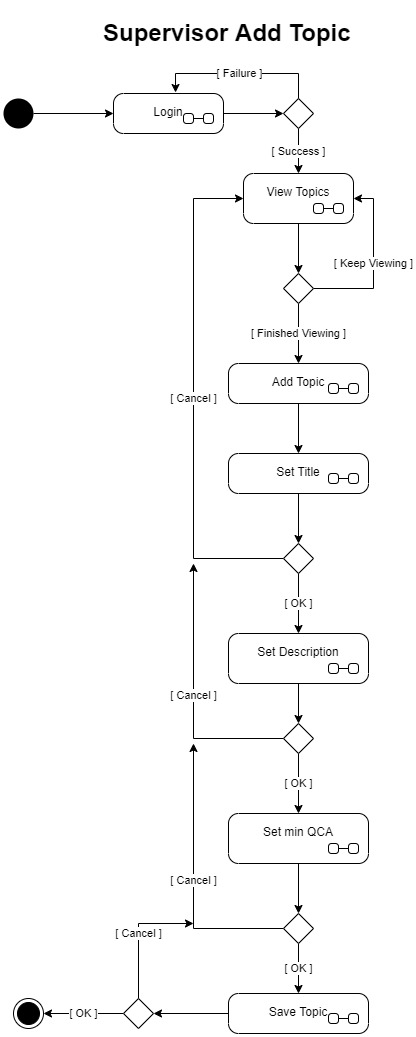 Supervisor Add Topic
[ Failure ]
Login
[ Success ]
View Topics
[ Keep Viewing ]
[ Finished Viewing ]
Add Topic
[ Cancel ]
Set Title
[ OK ]
Set Description
[ Cancel ]
[ OK ]
Set min QCA
[ Cancel ]
[ Cancel ]
[ OK ]
Save Topic
[ OK ]